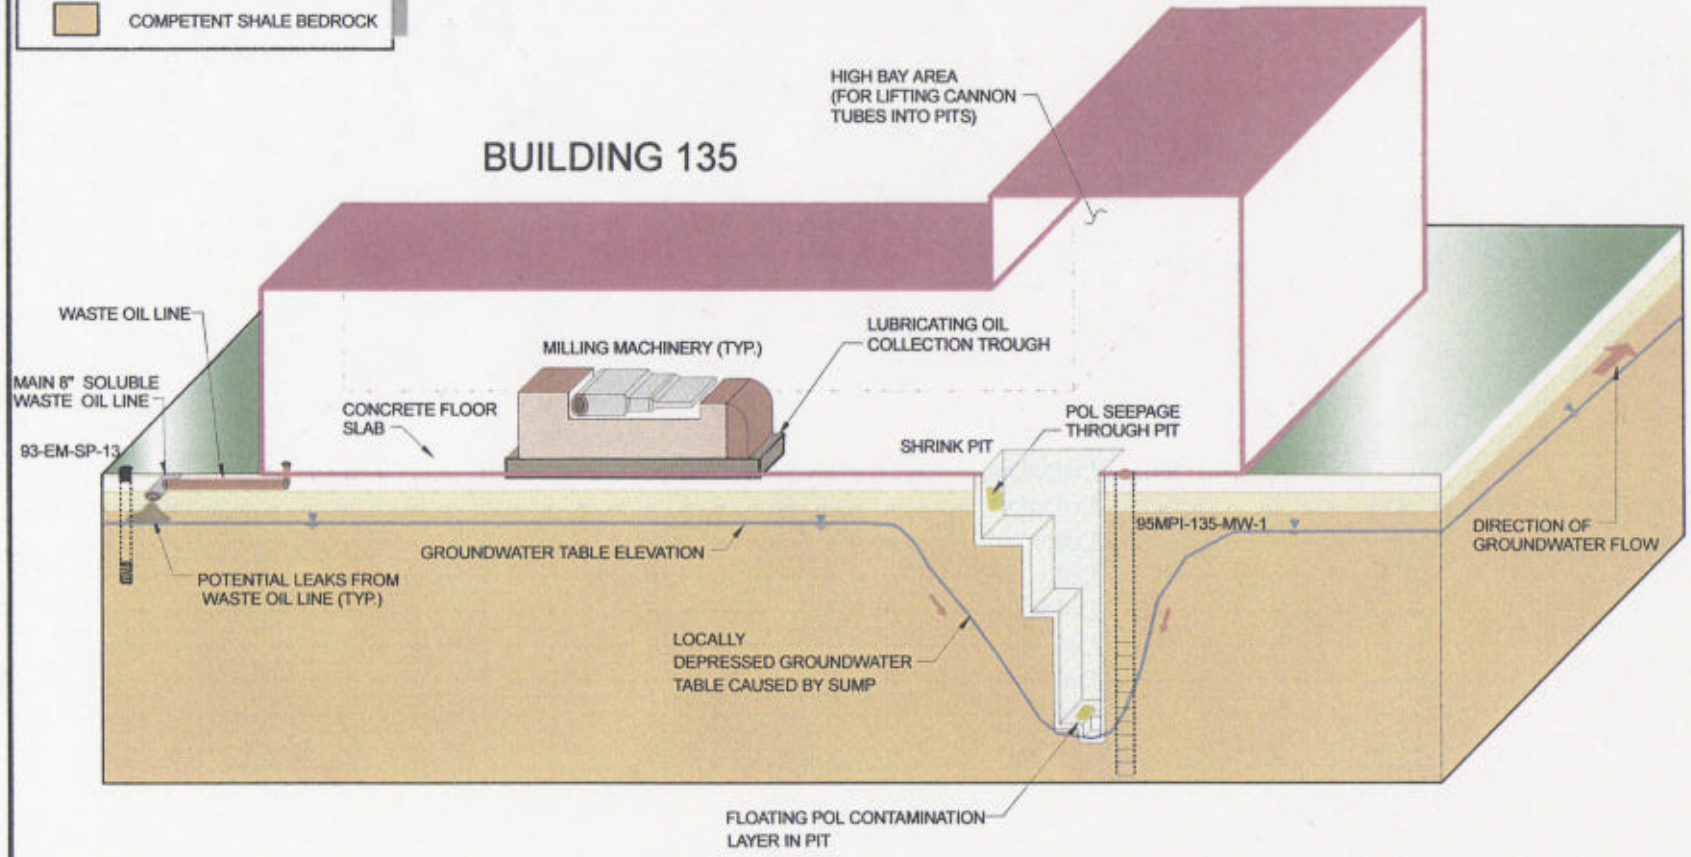 COMPETENT SHALE BEDROCK
HIGH BAY AREA
(FOR LIFTING CANNON
TUBES INTO PITS)
BUILDING 135
WASTE OIL LINE
MAIN 8" SOLUBLE
WASTE OIL LINE
93-EM-SP-13
MILLING MACHINERY (TYP.)
LUBRICATING OIL
COLLECTION TROUGH
CONCRETE FLOOR
SLAB
SHRINK PIT
POL SEEPAGE
THROUGH PIT
95MPI-135-MW-1
DIRECTION OF
GROUNDWATER FLOW
GROUNDWATER TABLE ELEVATION
POTENTIAL LEAKS FROM
WASTE OIL LINE (TYP.)
LOCALLY
DEPRESSED GROUNDWATER
TABLE CAUSED BY SUMP
FLOATING POL CONTAMINATION
LAYER IN PIT